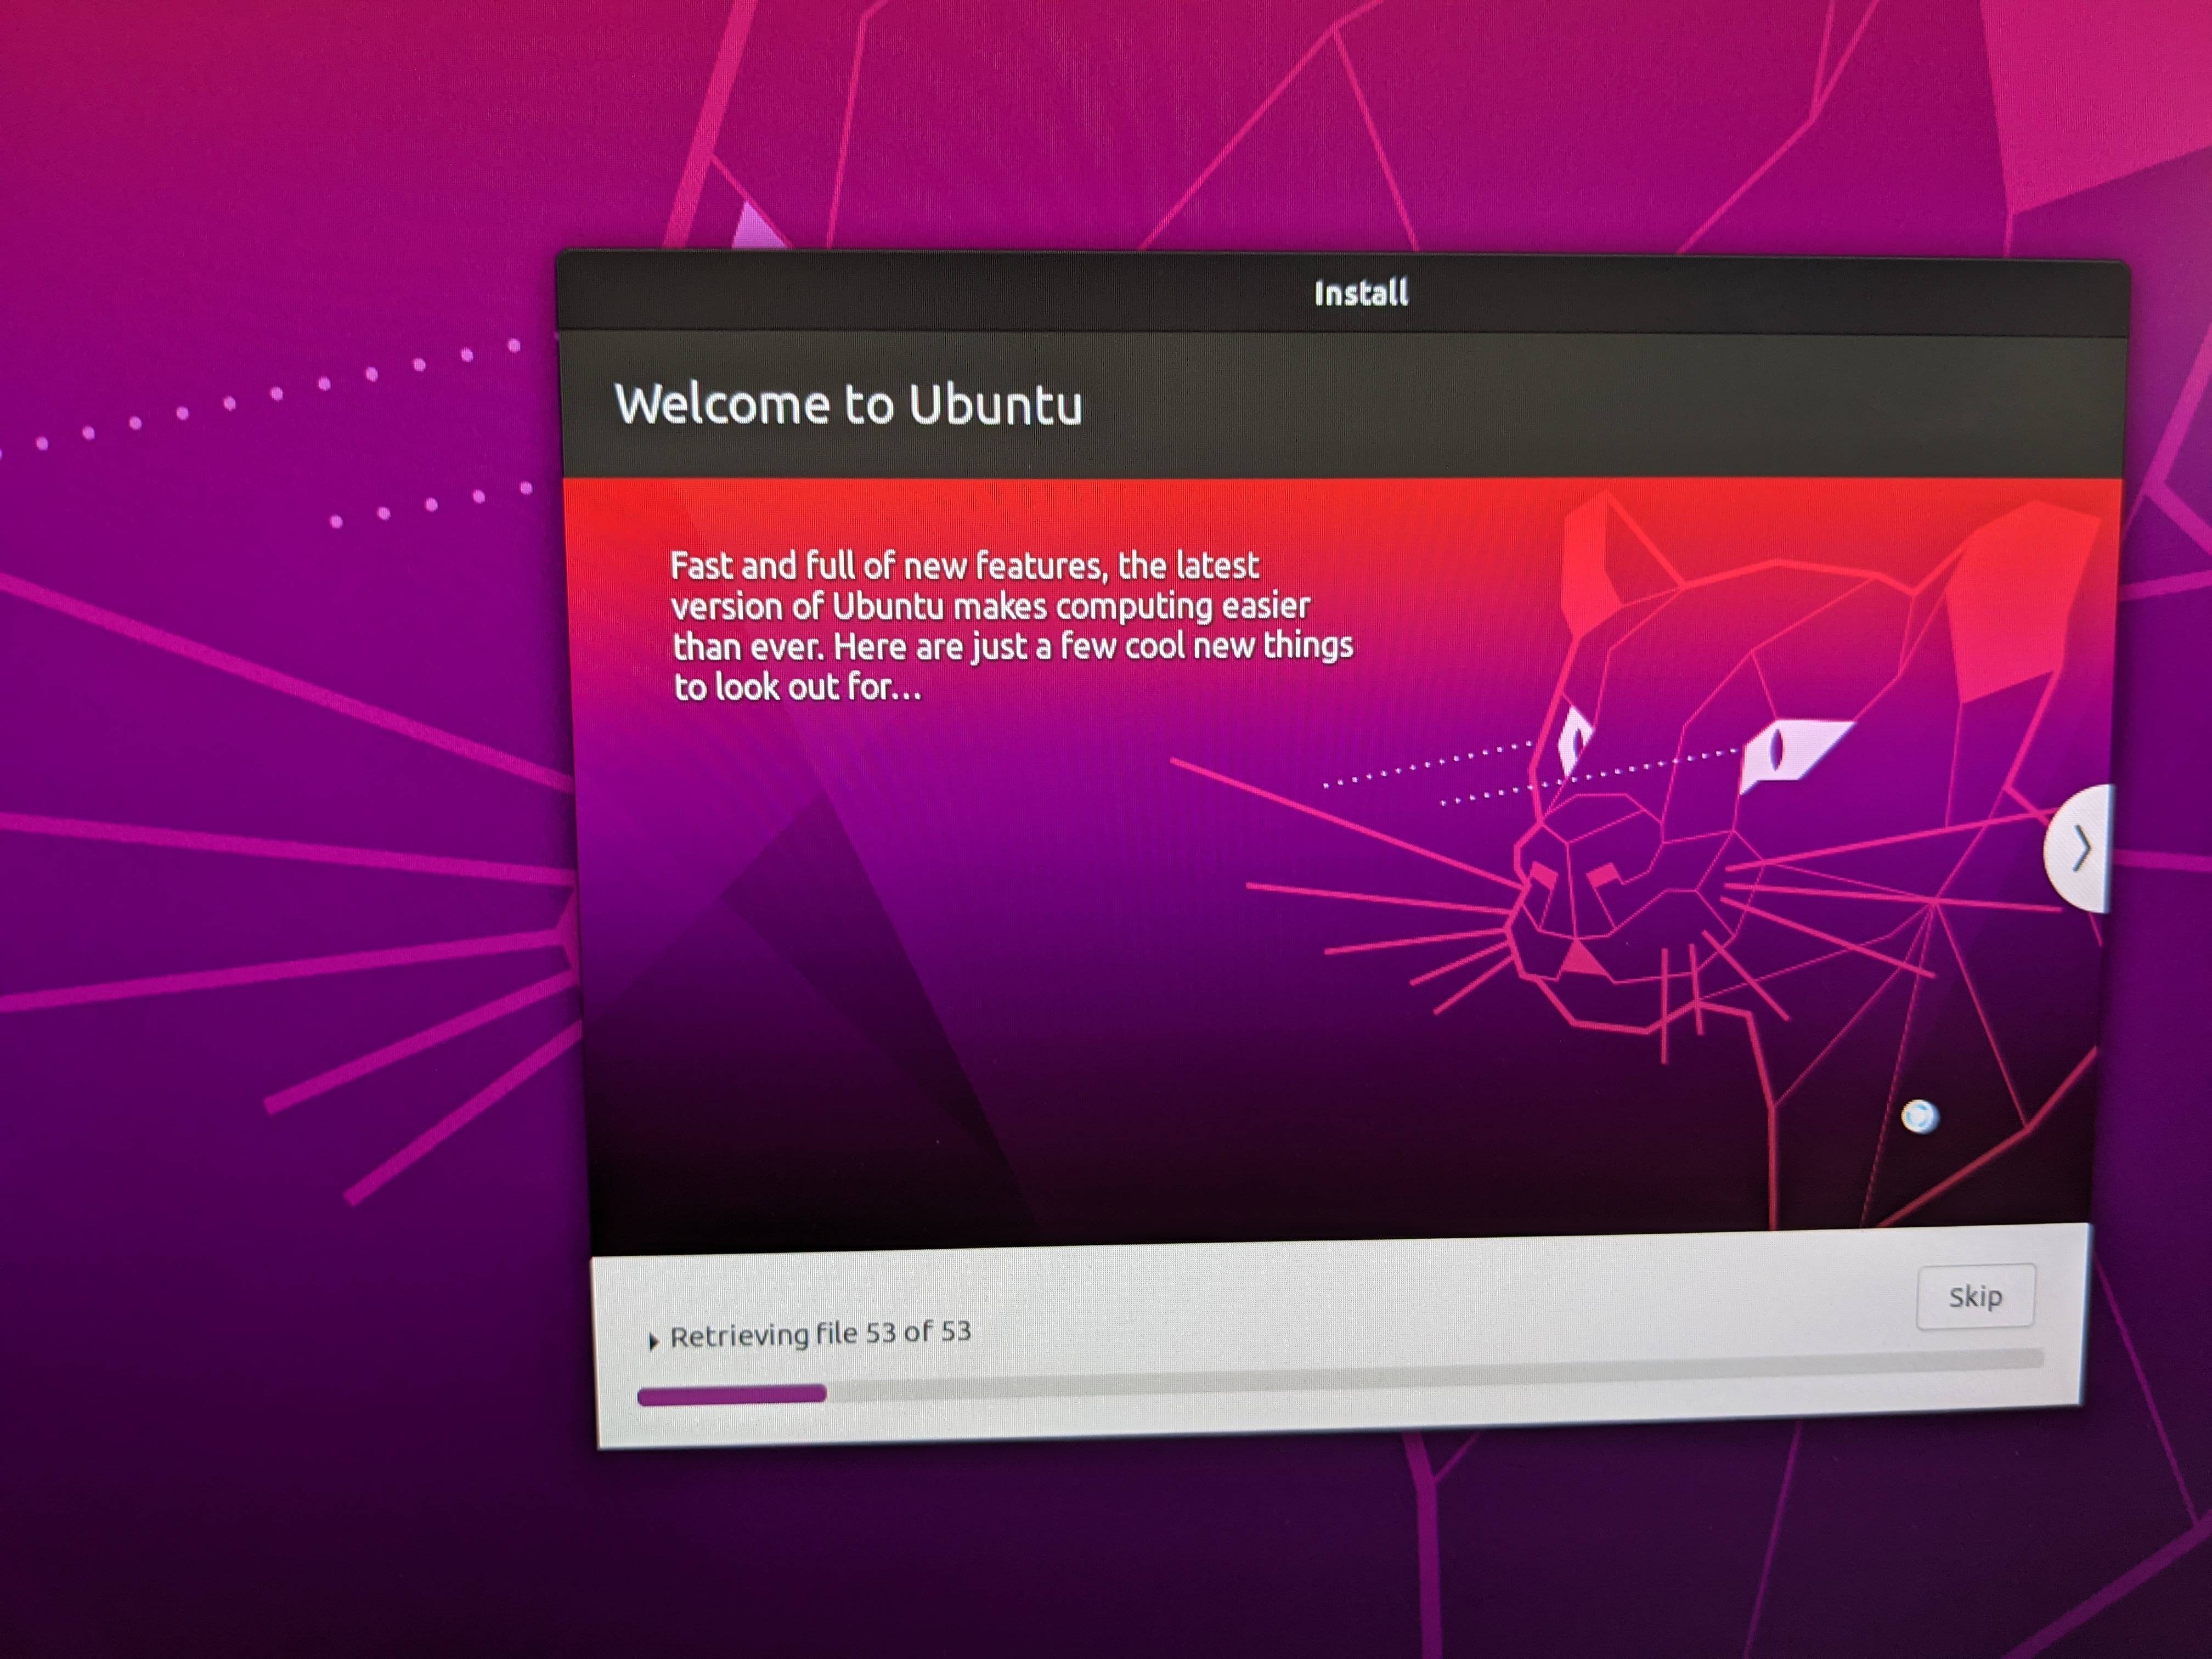 Install
Welcome to Ubuntu
Fast and full of new features, the latest
version of Ubuntu makes computing easier
than ever. Here are just a few cool new things
to look out for...
Skip
Retrieving file 53 of 53